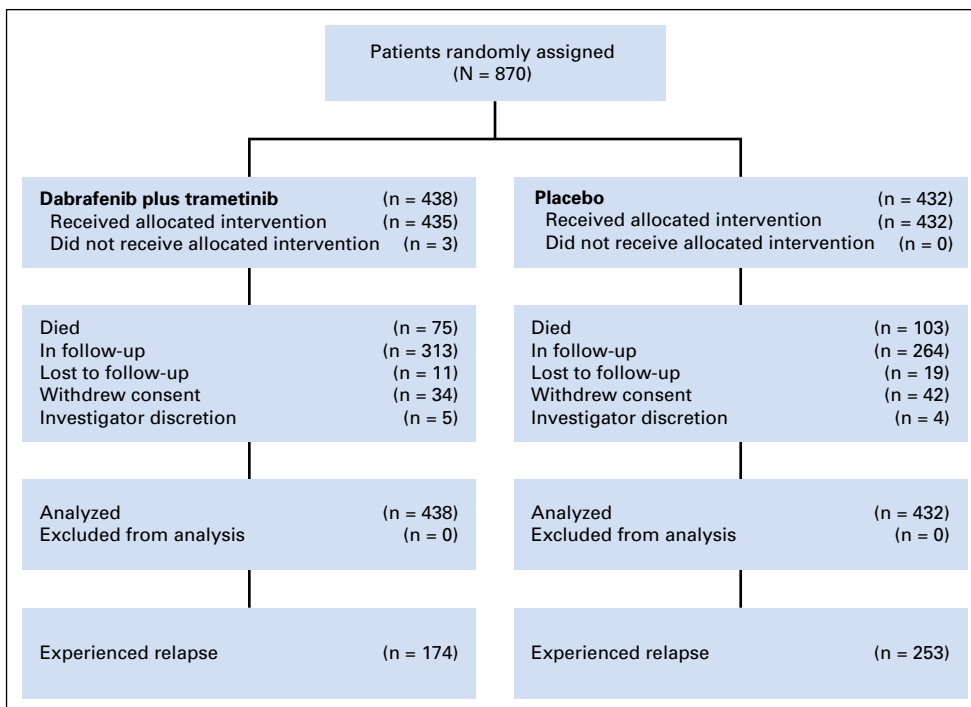 Patients randomly assigned
(N = 870)
Dabrafenib plus trametinib (n = 438)
Received allocated intervention (n = 435)
Did not receive allocated intervention (n = 3)
Placebo (n = 432)
Received allocated intervention (n = 432)
Did not receive allocated intervention (n = 0)
Died (n = 75)
In follow-up (n = 313)
Lost to follow-up (n = 11)
Withdrew consent (n = 34)
Investigator discretion (n = 5)
Died (n = 103)
In follow-up (n = 264)
Lost to follow-up (n = 19)
Withdrew consent (n = 42)
Investigator discretion (n = 4)
Analyzed (n = 438)
Excluded from analysis (n = 0)
Analyzed (n = 432)
Excluded from analysis (n = 0)
Experienced relapse (n = 174)
Experienced relapse (n = 253)